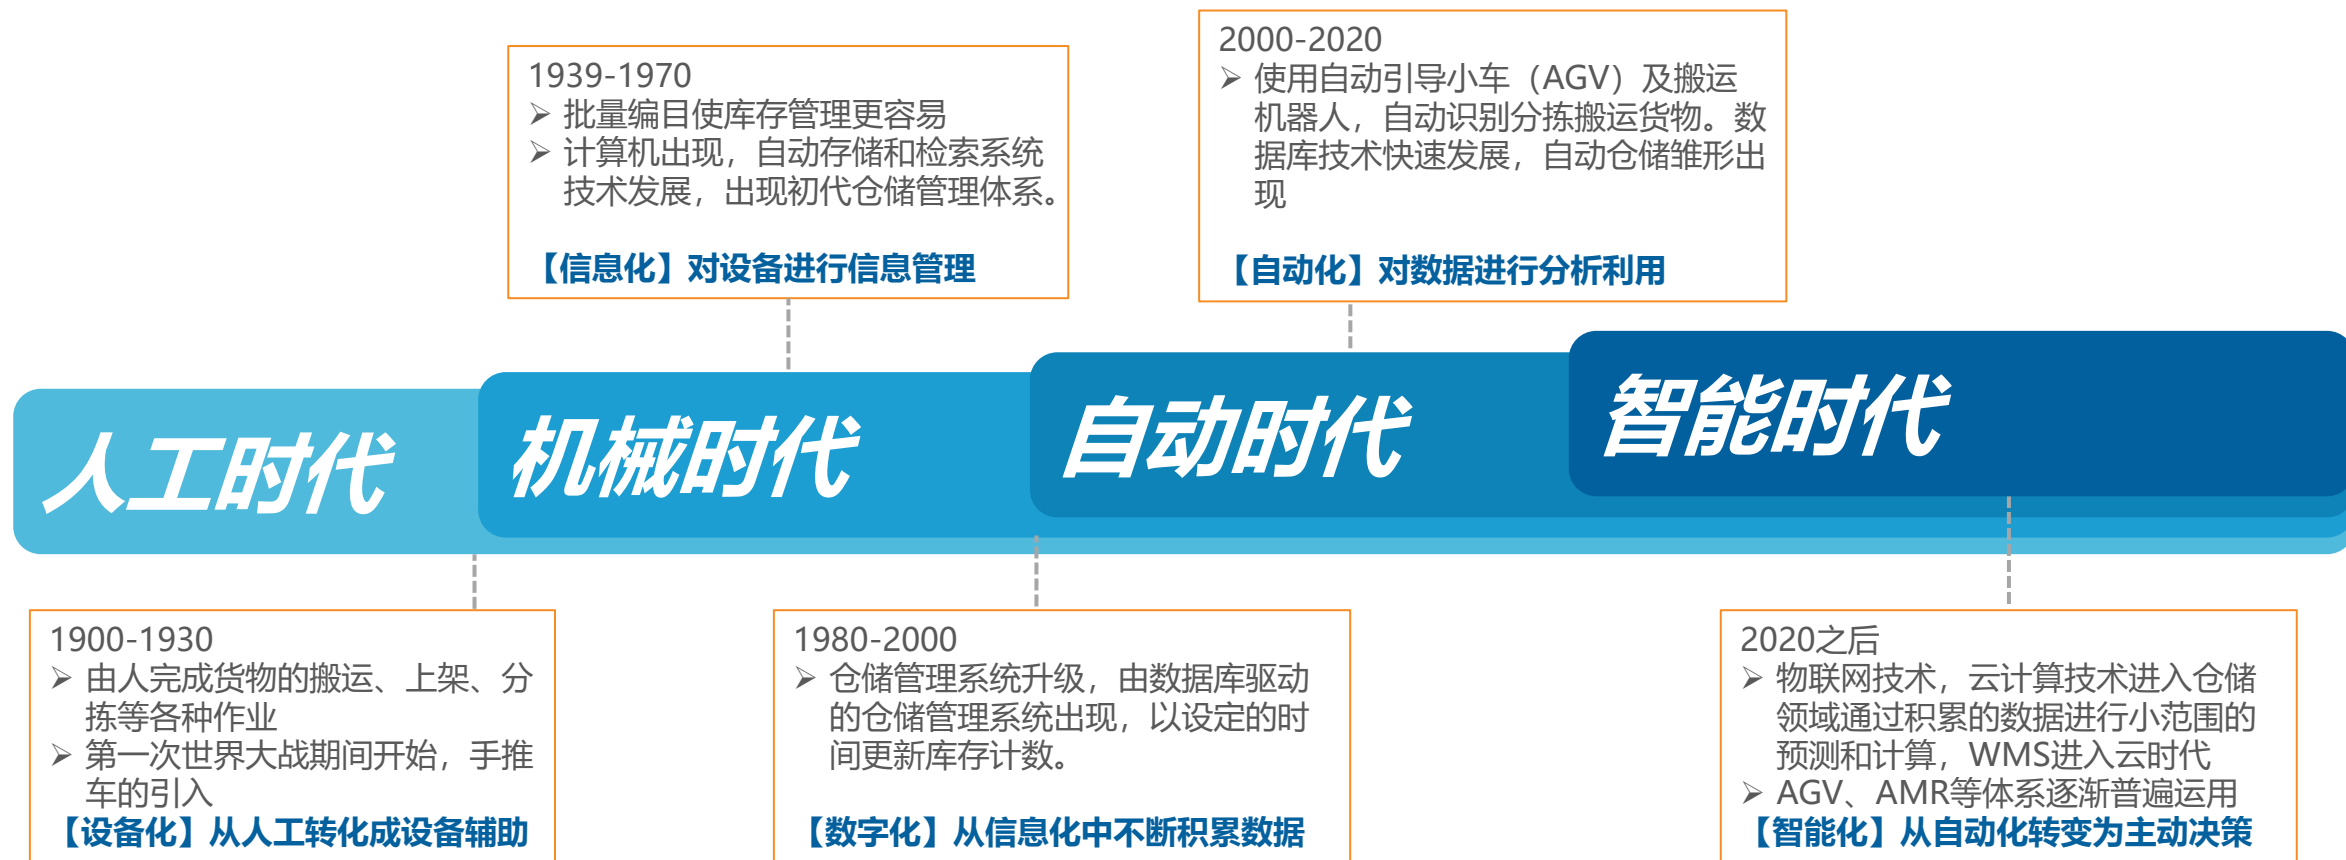 1939-1970
➢ 批量编目使库存管理更容易
➢ 计算机出现，自动存储和检索系统
技术发展，出现初代仓储管理体系。
【信息化】对设备进行信息管理
2000-2020
➢ 使用自动引导小车（AGV）及搬运
机器人，自动识别分拣搬运货物。数
据库技术快速发展，自动仓储雏形出
现
【自动化】对数据进行分析利用
人工时代
机械时代
自动时代
智能时代
1900-1930
➢ 由人完成货物的搬运、上架、分
拣等各种作业
➢ 第一次世界大战期间开始，手推
车的引入
【设备化】从人工转化成设备辅助
1980-2000
➢ 仓储管理系统升级，由数据库驱动
的仓储管理系统出现，以设定的时
间更新库存计数。
【数字化】从信息化中不断积累数据
2020之后
➢ 物联网技术，云计算技术进入仓储
领域通过积累的数据进行小范围的
预测和计算，WMS进入云时代
➢ AGV、AMR等体系逐渐普遍运用
【智能化】从自动化转变为主动决策